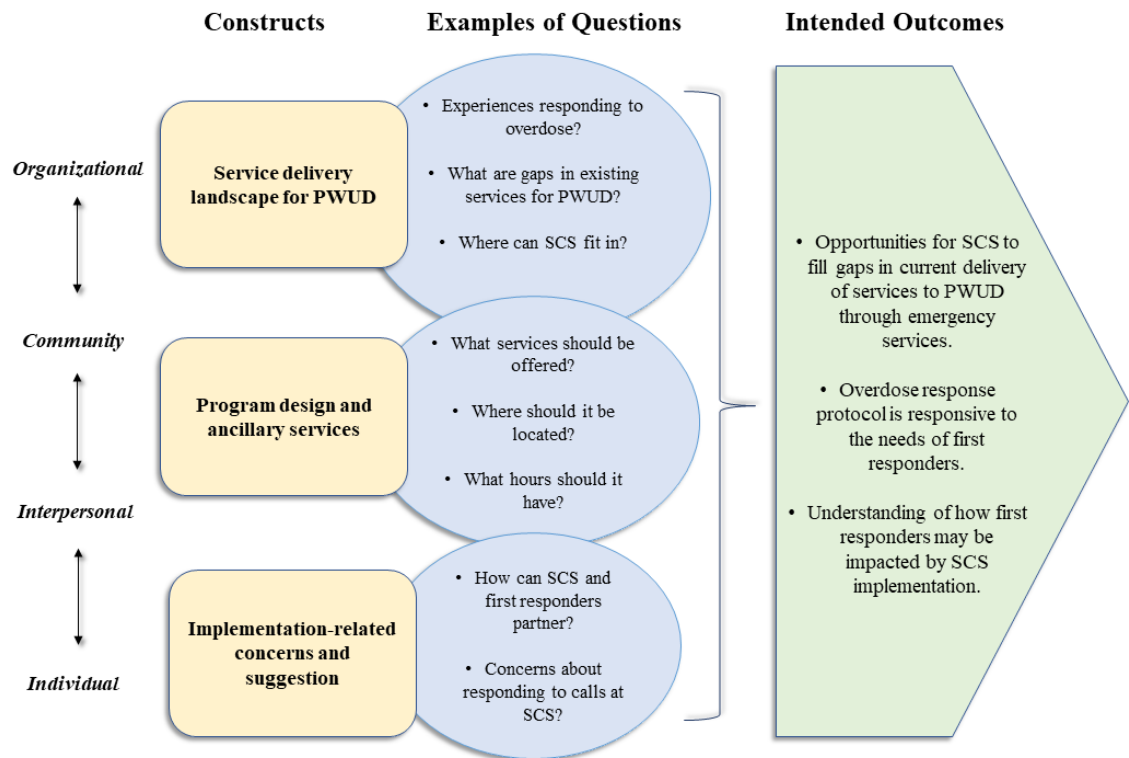 Constructs
Examples of Questions
Intended Outcomes
Organizational
Community
Interpersonal
Individual
Service delivery
landscape for PWUD
• Experiences responding to
overdose?
• What are gaps in existing
services for PWUD?
• Where can SCS fit in?
Program design and
ancillary services
• What services should be
offered?
• Where should it be
located?
• What hours should it
have?
Implementation-related
concerns and
suggestion
• How can SCS and
first responders
partner?
• Concerns about
responding to calls at
SCS?
• Opportunities for SCS to
fill gaps in current delivery
of services to PWUD
through emergency
services.
• Overdose response
protocol is responsive to
the needs of first
responders.
• Understanding of how first
responders may be
impacted by SCS
implementation.